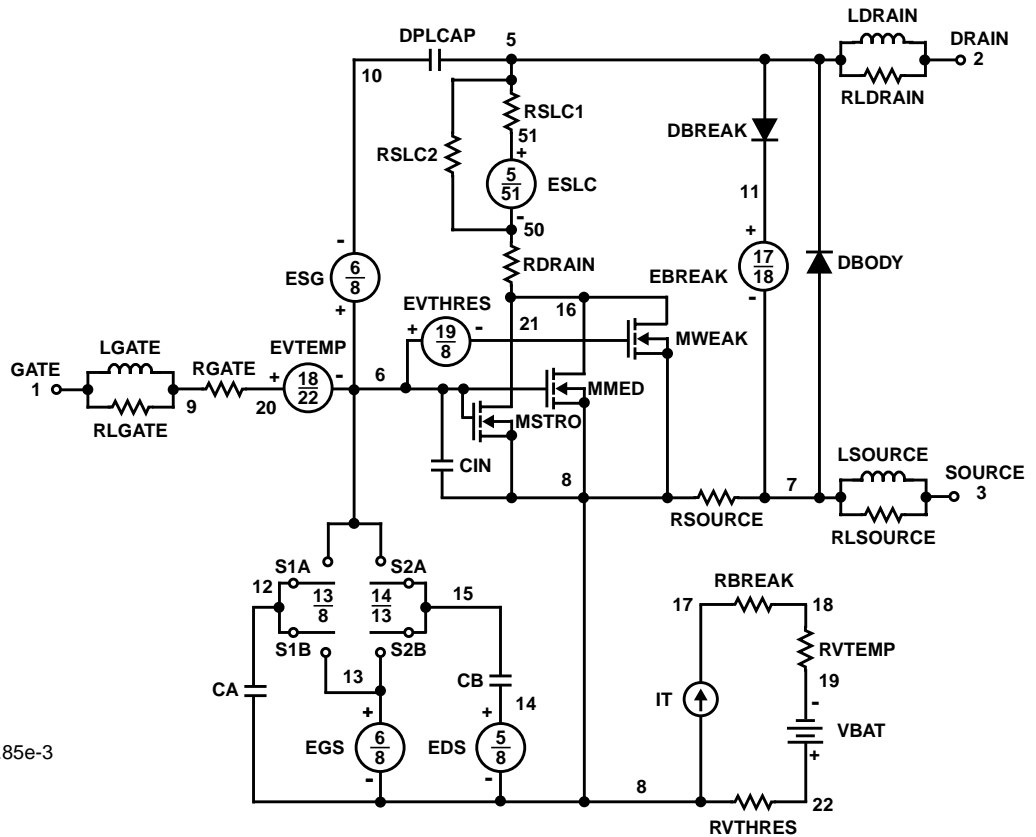 LDRAIN
DPLCAP 5 DRAIN
10 2
RLDRAIN
RSLC1
DBREAK
51
RSLC2 +
5
51
ESLC
11
- 50
- +
RDRAIN 17
18
6
8
ESG EBREAK DBODY
EVTHRES 16 -
+ 21
+ 19
8
- MWEAK
LGATE EVTEMP
GATE RGATE 6 MMED
1 + 18
22
-
9 20 MSTRO
RLGATE LSOURCE
CIN 8 7 SOURCE
3
RSOURCE
RLSOURCE
S1A S2A
12 RBREAK
13
8
14
13
15 17 18
S1B S2B RVTEMP
13 CB 19
CA 14 IT -
+ + VBAT
EGS 6
8
EDS 5
8
+
- - 8 22
RVTHRES
.85e-3